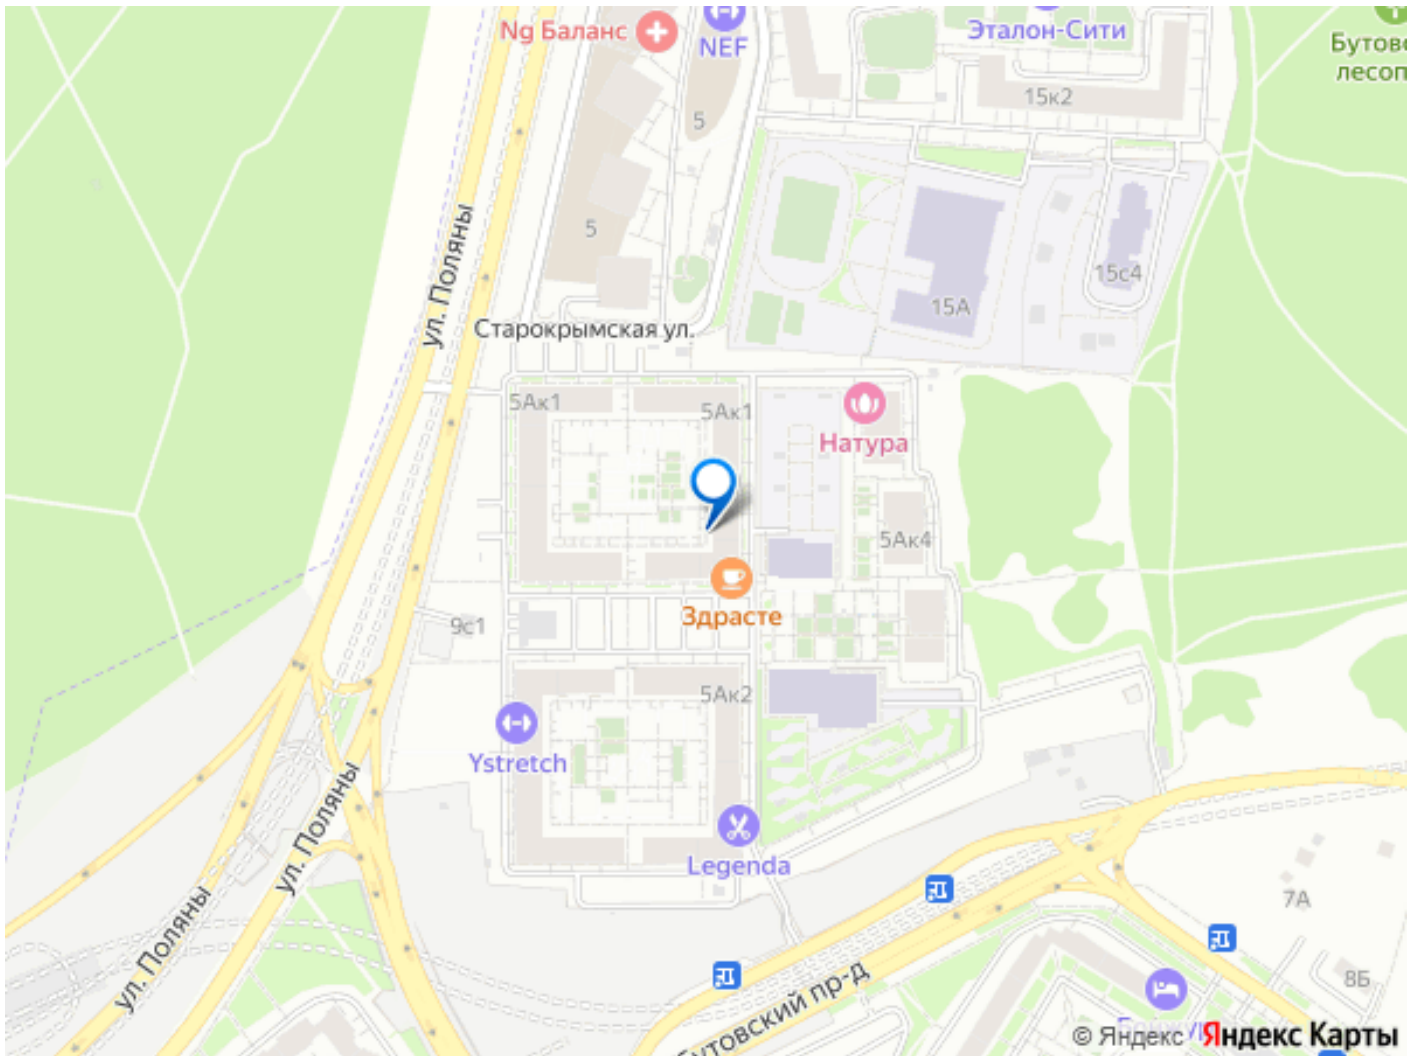 Ng Баланс
NEF
Эталон-Сити
Бутово
лесоп
15к2
5
5
ул. Поляны
15с4
15А
Старокрымская ул.
5Ак1
5Ак1
Натура
5Ак4
Здрасте
9с1
5Ак2
Ystretch
ул. Поляны
Legenda
ул. Поляны
7А
8Б
Бутовский пр-д
© Яндекс Яндекс Карты